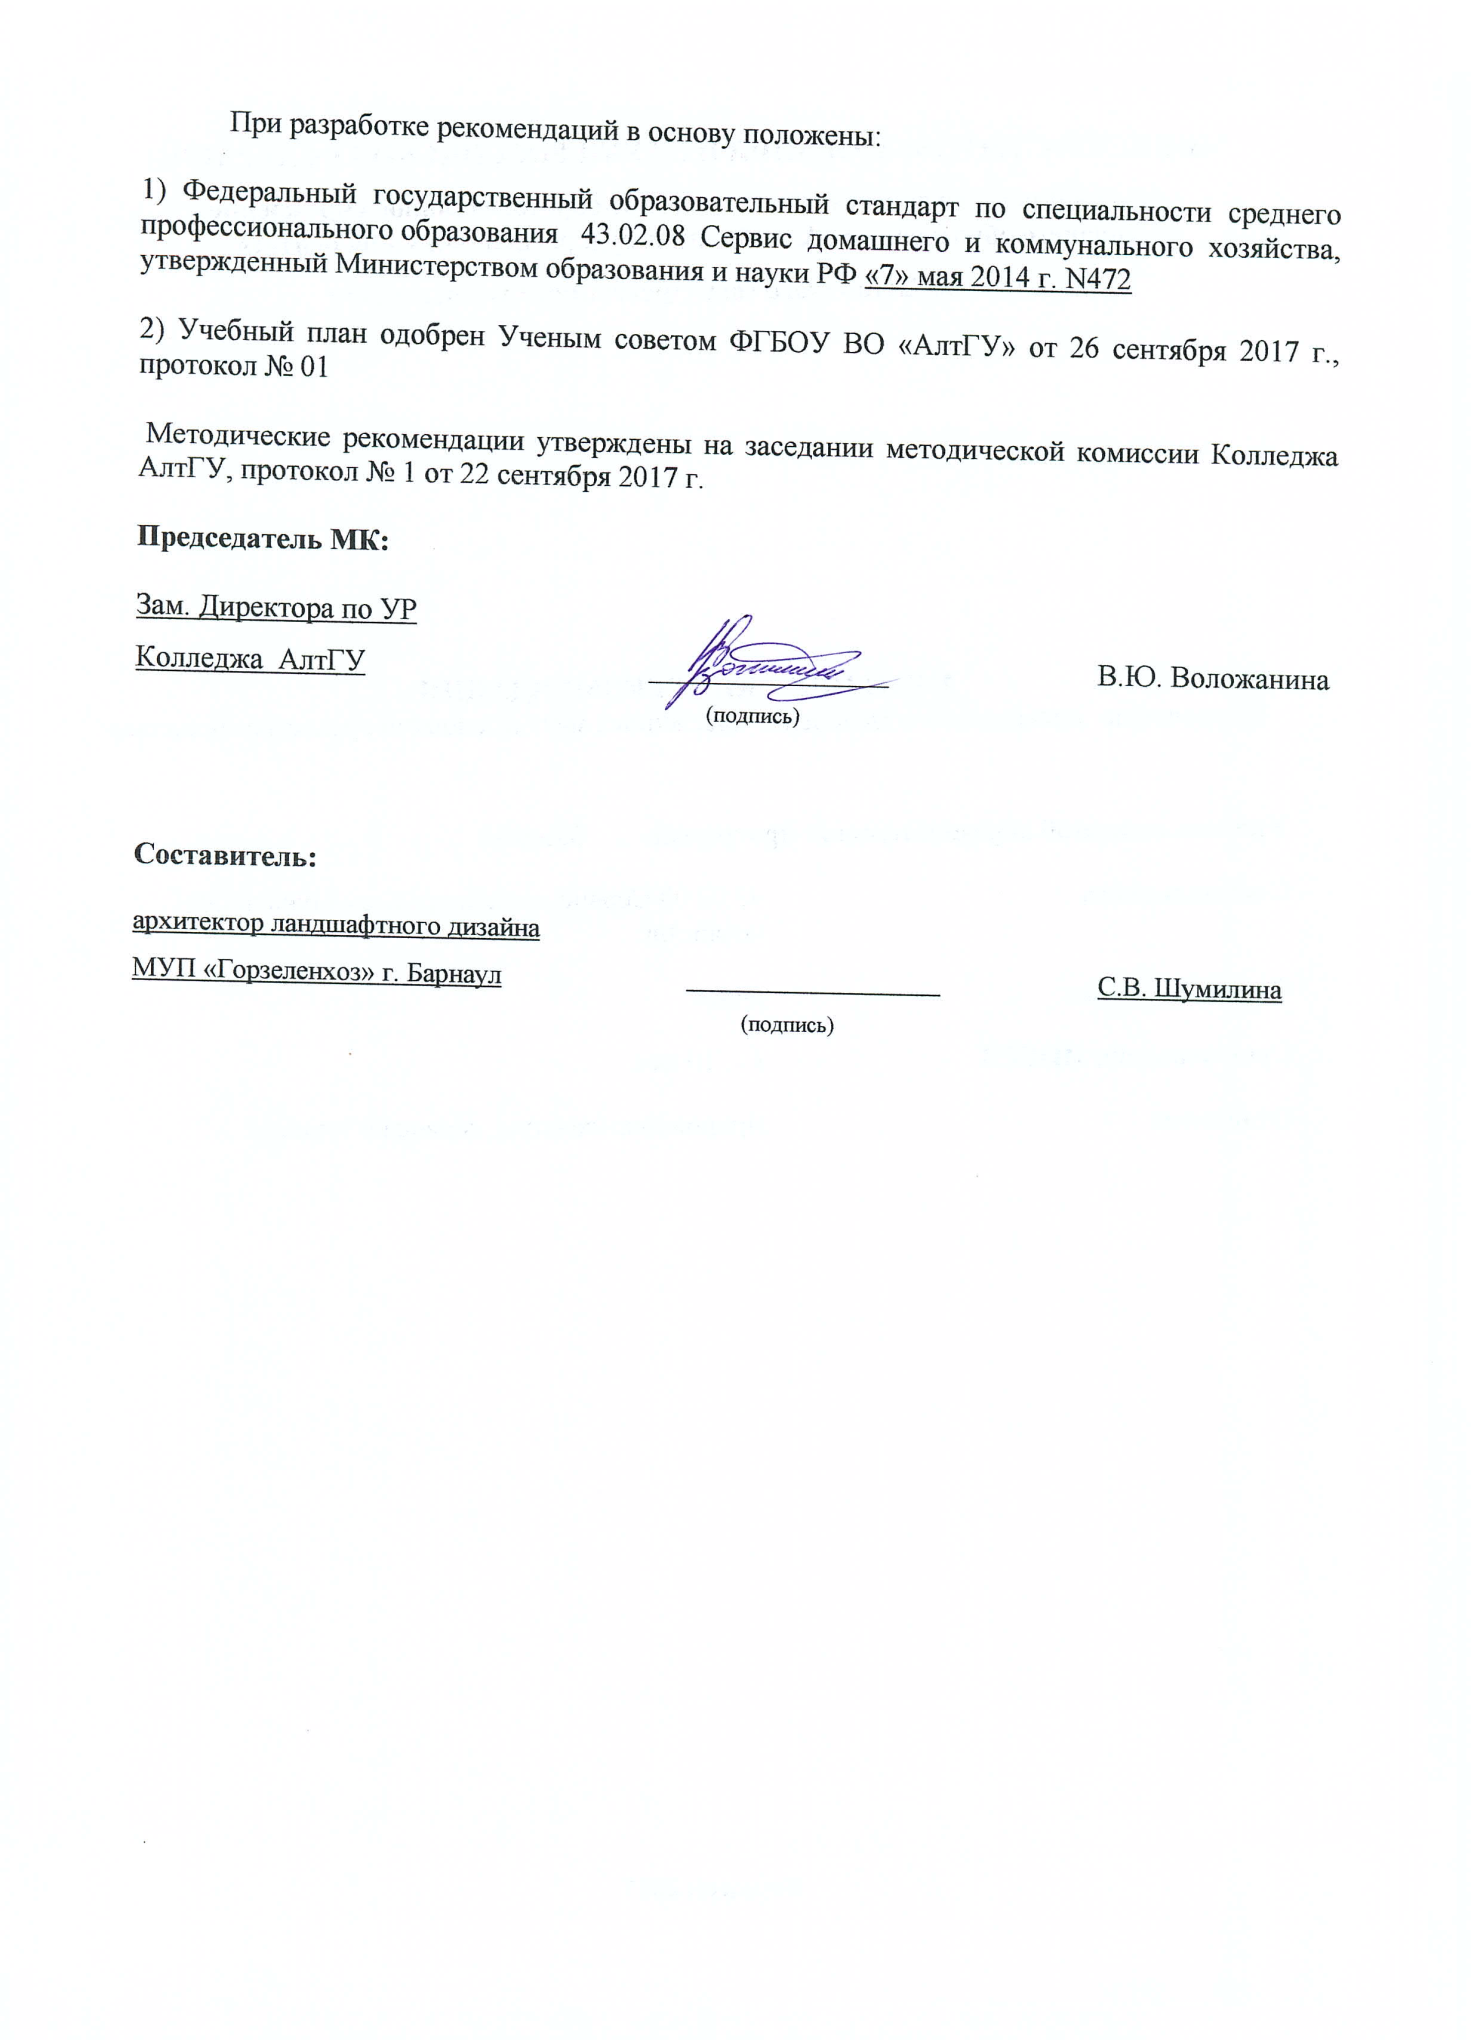 При разработке рекомендаций в основу положены:
1) Федеральный государственный образовательный стандарт по специальности среднего
профессионального образования 43.02.08 Сервис домашнего и коммунального хозяйства,
утвержденный Министерством образования и науки РФ «7» мая 2014 г. N472
2) Учебный план одобрен Ученым советом ФГБОУ ВО «АлтГУ» от 26 сентября 2017 г.,
протокол № 01
Методические рекомендации утверждены на заседании методической комиссии Колледжа
АлтГУ, протокол № 1 от 22 сентября 2017 г.
Председатель МК:
Зам. Директора по УР
Колледжа АлтГУ
В.Ю. Воложанина
(подпись)
Составитель:
архитектор ландшафтного дизайна
МУП «Горзеленхоз» г. Барнаул
С.В. Шумилина
(подпись)